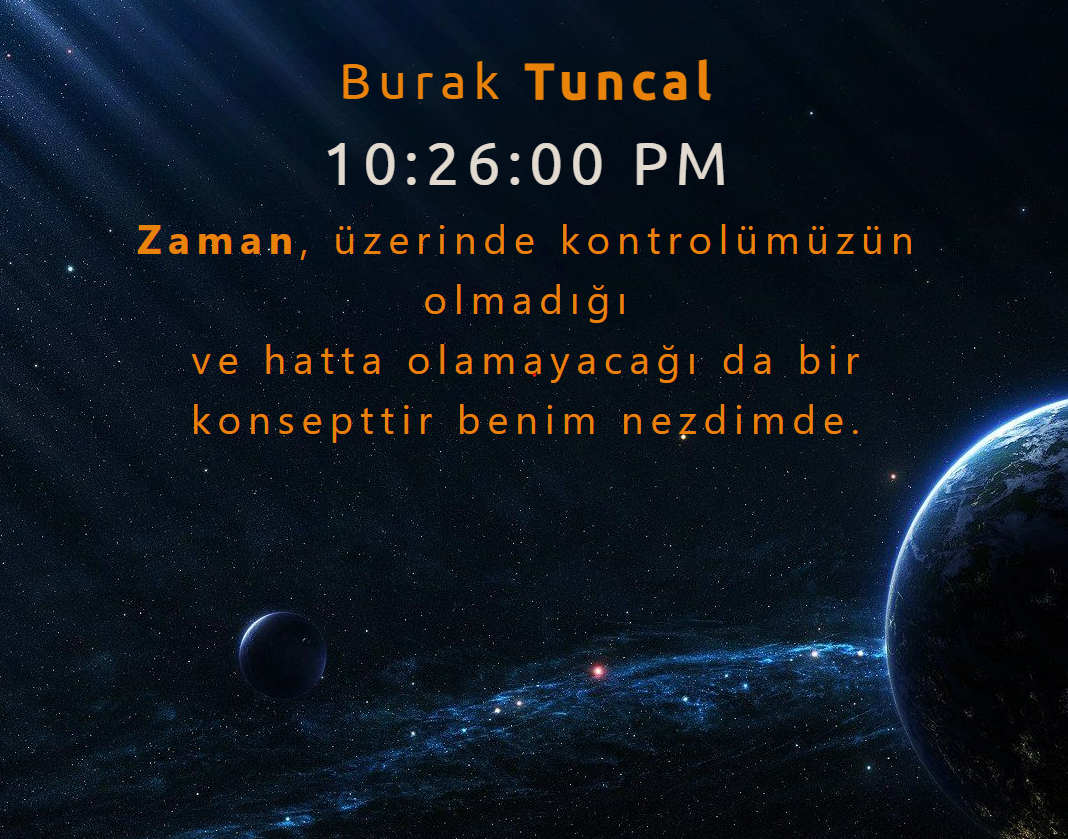 Burak Tuncal
10:26:00 PM
Zaman, üzerinde kontrolümüzün
olmadığı
ve hatta olamayacağı da bir
konsepttir benim nezdimde.